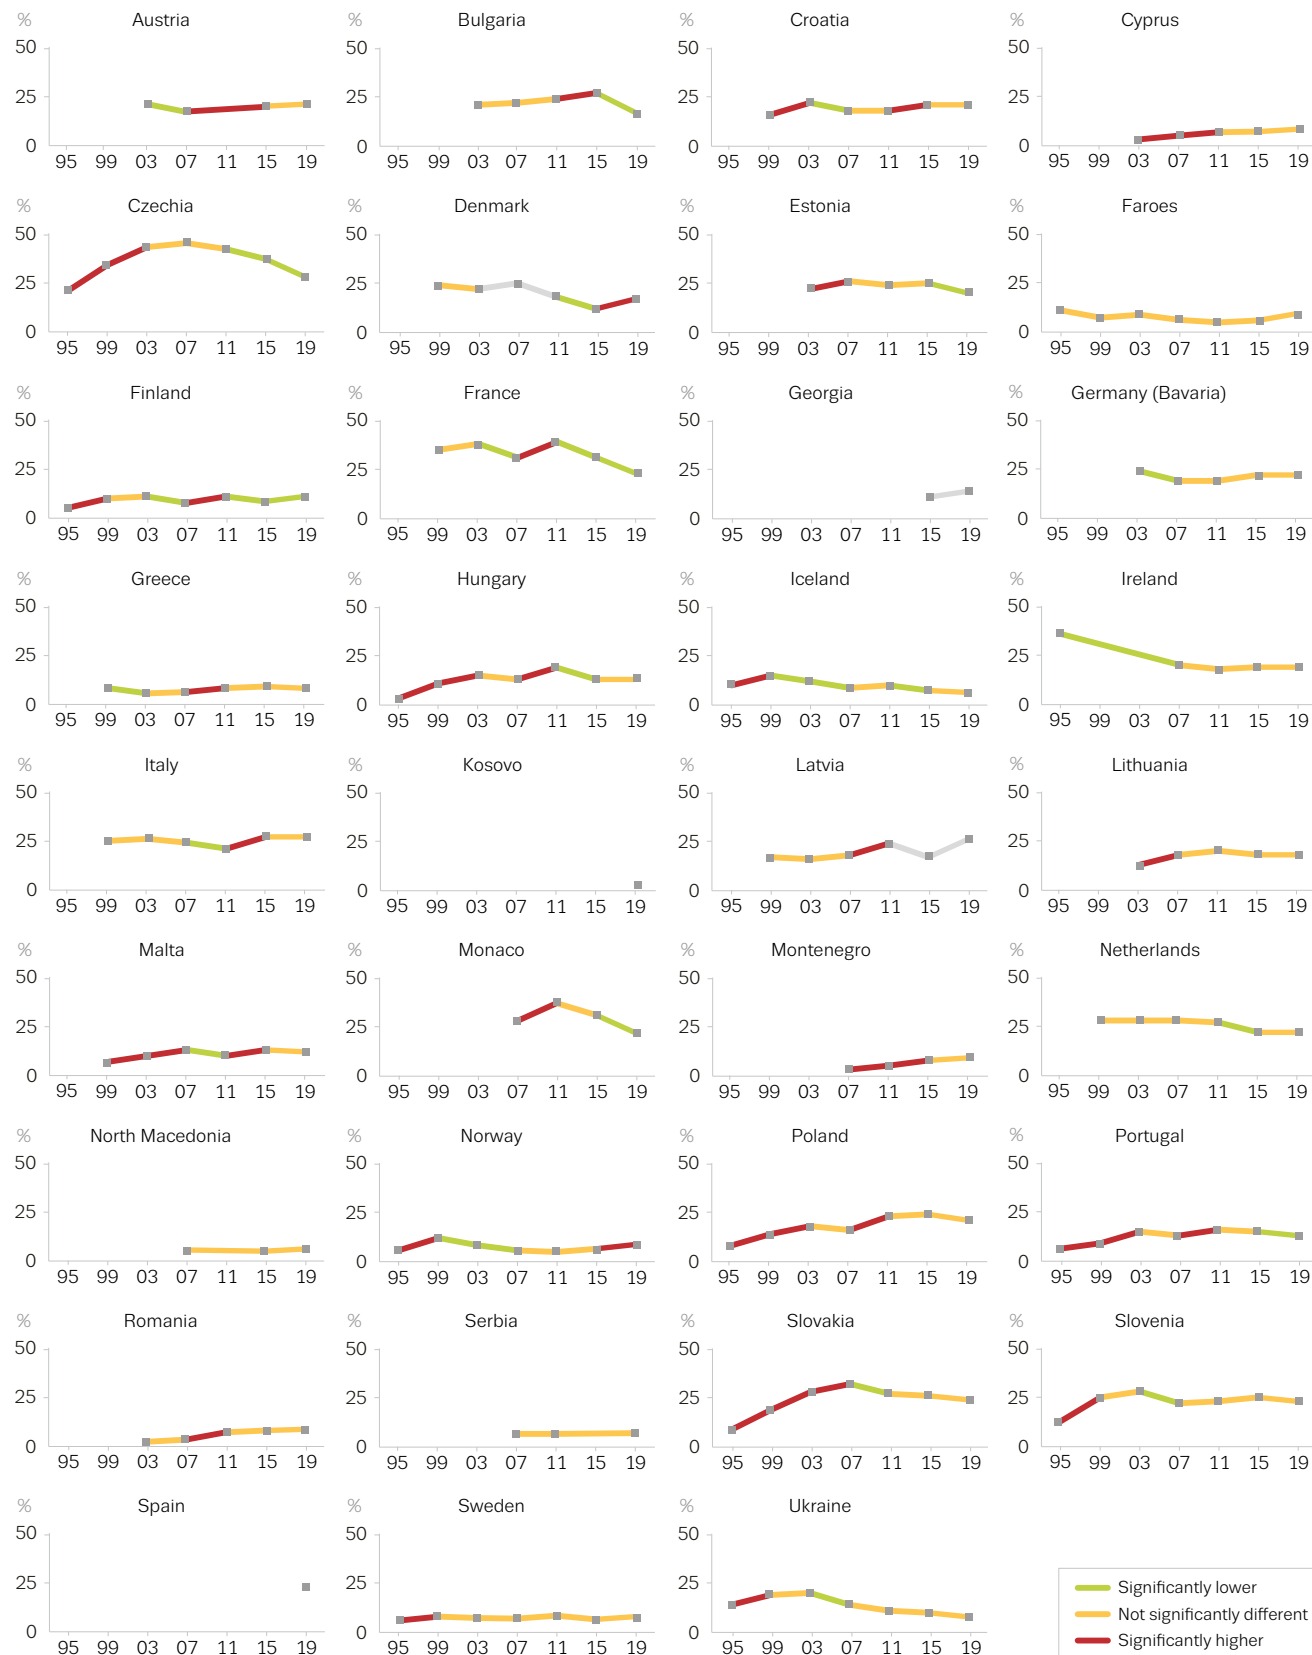 % Austria % Bulgaria % Croatia % Cyprus
50 50 50 50
25 25 25 25
0 0 0 0
95 99 03 07 11 15 19 95 99 03 07 11 15 19 95 99 03 07 11 15 19 95 99 03 07 11 15 19
% Czechia % Denmark % Estonia % Faroes
50 50 50 50
25 25 25 25
0 0 0 0
95 99 03 07 11 15 19 95 99 03 07 11 15 19 95 99 03 07 11 15 19 95 99 03 07 11 15 19
% Finland % France % Georgia % Germany (Bavaria)
50 50 50 50
25 25 25 25
0 0 0 0
95 99 03 07 11 15 19 95 99 03 07 11 15 19 95 99 03 07 11 15 19 95 99 03 07 11 15 19
% Greece % Hungary % Iceland % Ireland
50 50 50 50
25 25 25 25
0 0 0 0
95 99 03 07 11 15 19 95 99 03 07 11 15 19 95 99 03 07 11 15 19 95 99 03 07 11 15 19
% Italy % Kosovo % Latvia % Lithuania
50 50 50 50
25 25 25 25
0 0 0 0
95 99 03 07 11 15 19 95 99 03 07 11 15 19 95 99 03 07 11 15 19 95 99 03 07 11 15 19
% Malta % Monaco % Montenegro % Netherlands
50 50 50 50
25 25 25 25
0 0 0 0
95 99 03 07 11 15 19 95 99 03 07 11 15 19 95 99 03 07 11 15 19 95 99 03 07 11 15 19
% North Macedonia % Norway % Poland % Portugal
50 50 50 50
25 25 25 25
0 0 0 0
95 99 03 07 11 15 19 95 99 03 07 11 15 19 95 99 03 07 11 15 19 95 99 03 07 11 15 19
% Romania % Serbia % Slovakia % Slovenia
50 50 50 50
25 25 25 25
0 0 0 0
95 99 03 07 11 15 19 95 99 03 07 11 15 19 95 99 03 07 11 15 19 95 99 03 07 11 15 19
% Spain % Sweden % Ukraine
50 50 50
25 25 25
0 0 0
95 99 03 07 11 15 19 95 99 03 07 11 15 19 95 99 03 07 11 15 19
Significantly lower
Not significantly different
Significantly higher